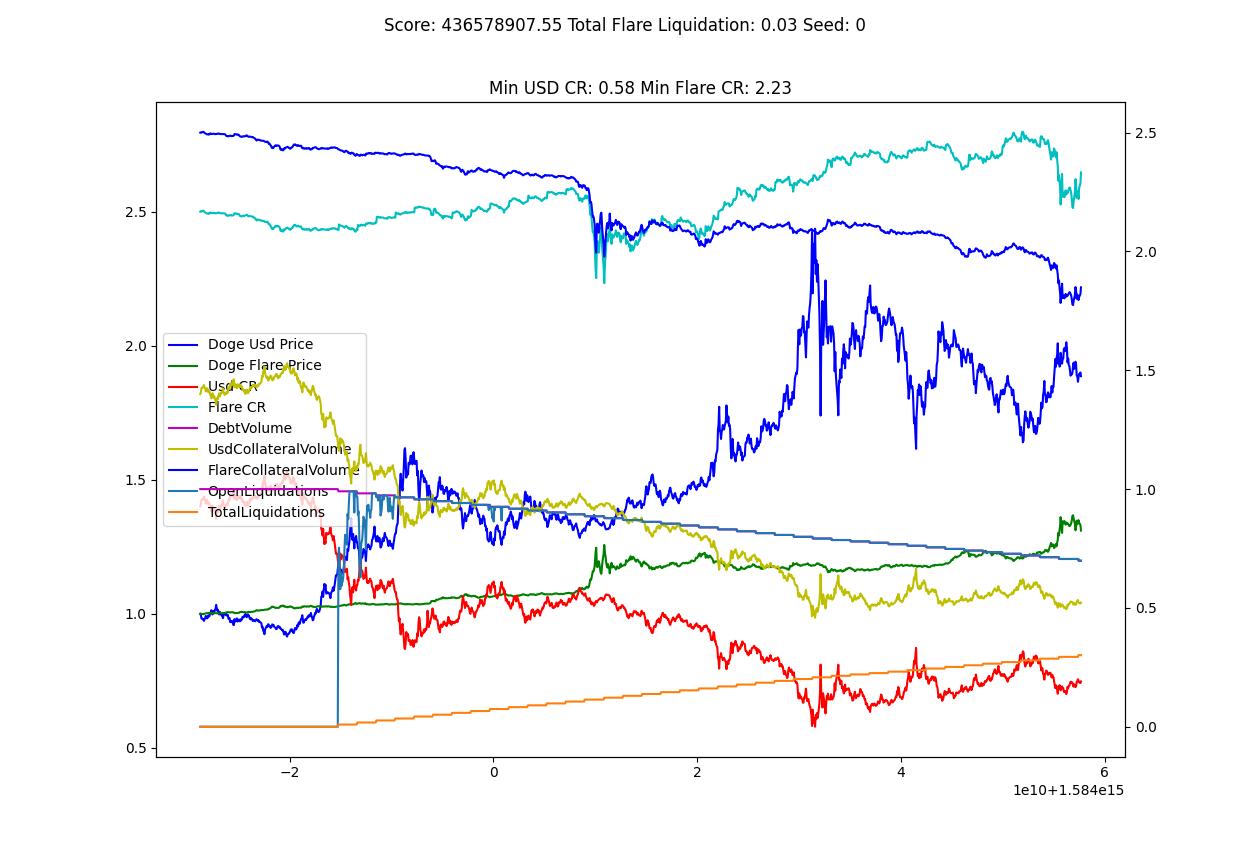 Score: 436578907.55 Total Flare Liquidation: 0.03 Seed: 0
Min USD CR: 0.58 Min Flare CR: 2.23
2.5
2.0
1.5
1.0
0.5
2.5
2.0
1.5
1.0
0.5
0.0
Doge Usd Price
Doge Flare Price
Usd CR
Flare CR
DebtVolume
UsdCollateralVolume
FlareCollateralVolume
OpenLiquidations
TotalLiquidations
−2 0 2 4 6
1e10+1.584e15